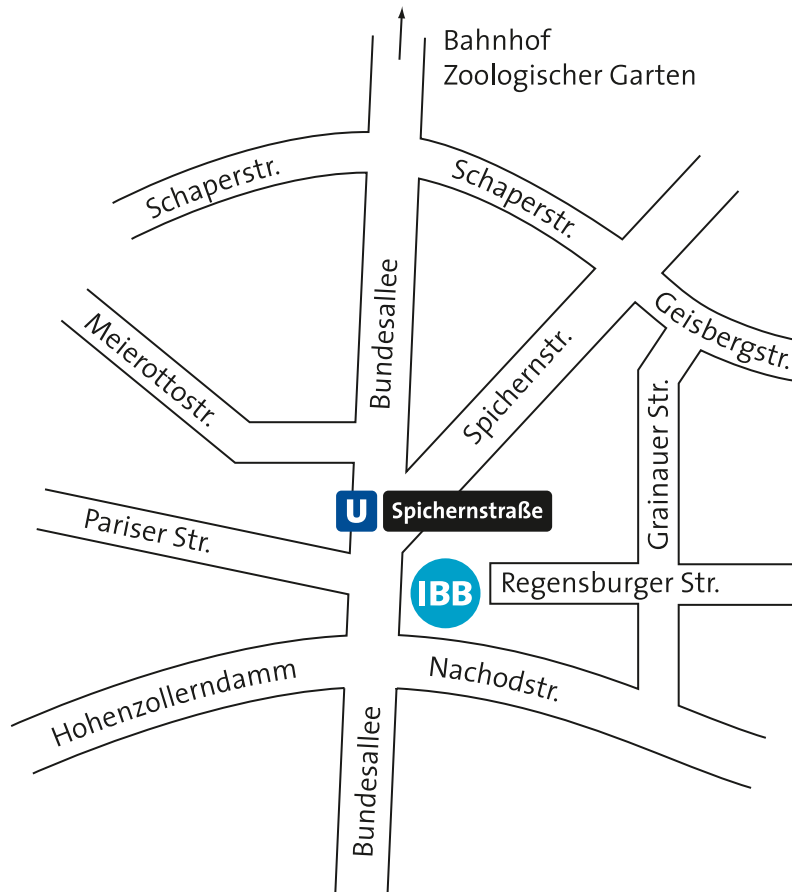 Bahnhof
Zoologischer Garten
Schaperstr.
Schaperstr.
Geisbergstr.
Meierottostr.
Bundesallee
Spichernstr.
Grainauer Str.
U Spichernstraße
Pariser Str.
IBB
Regensburger Str.
Hohenzollerndamm
Nachodstr.
Bundesallee